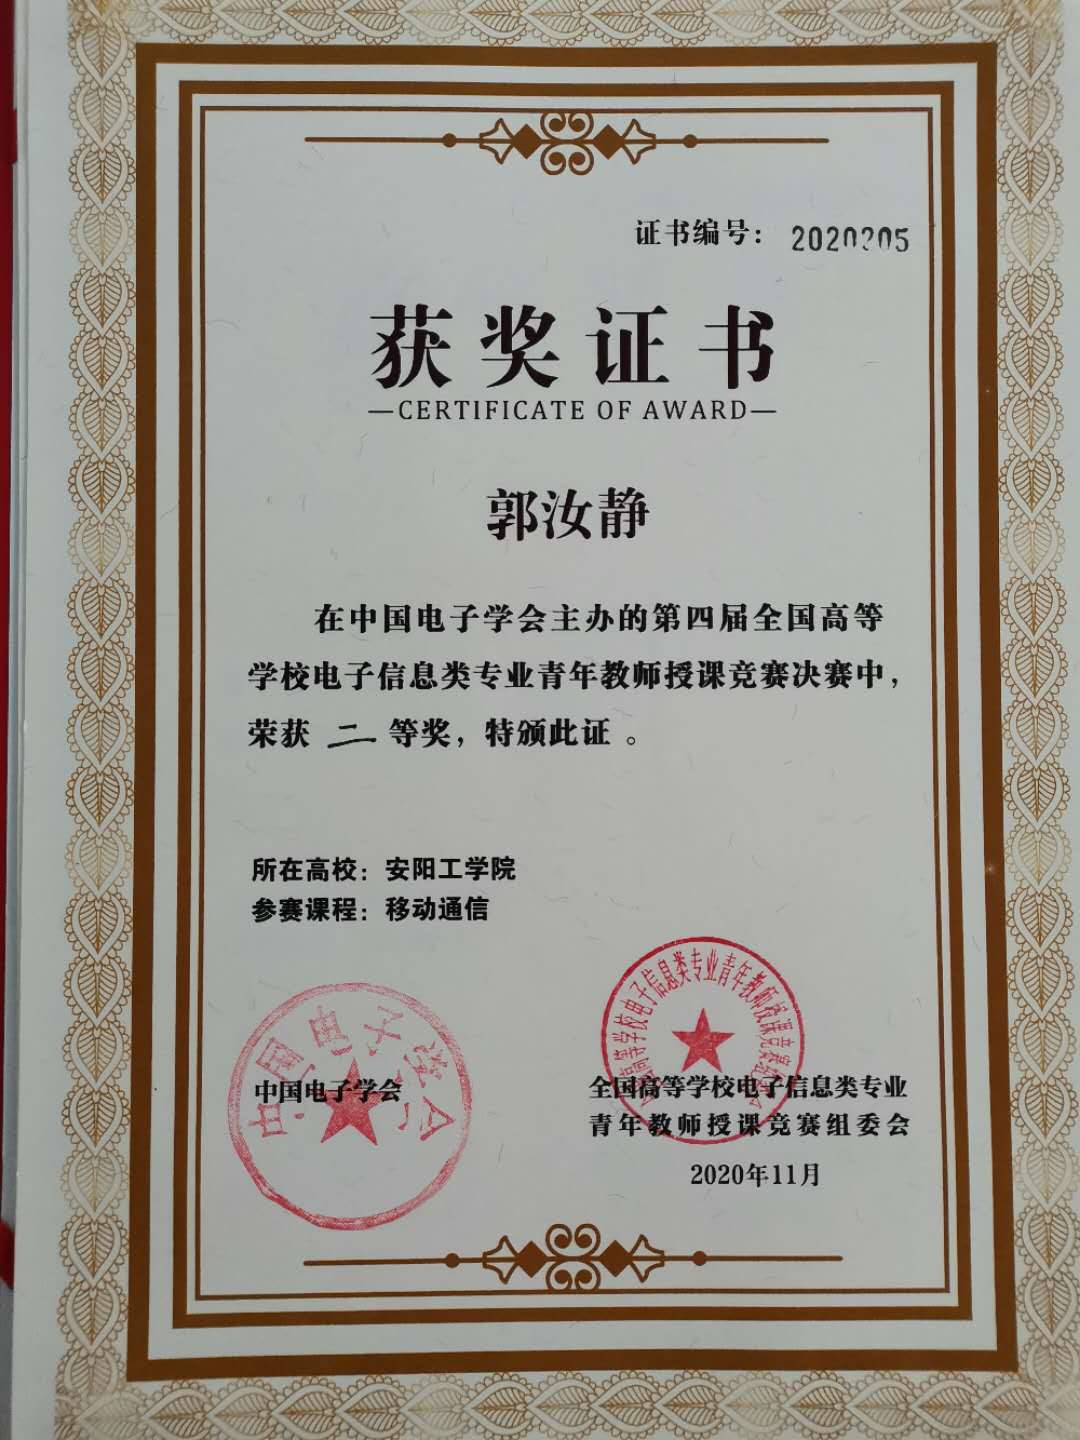 证书编号：2020205
获奖证书
—CERTIFICATE OF AWARD—
郭汝静
在中国电子学会主办的第四届全国高等
学校电子信息类专业青年教师授课竞赛决赛中，
荣获 二 等奖，特颁此证。
所在高校：安阳工学院
参赛课程：移动通信
中国电子学会
中国电子学会
全国高等学校电子信息类专业
青年教师授课竞赛组委会
2020年11月